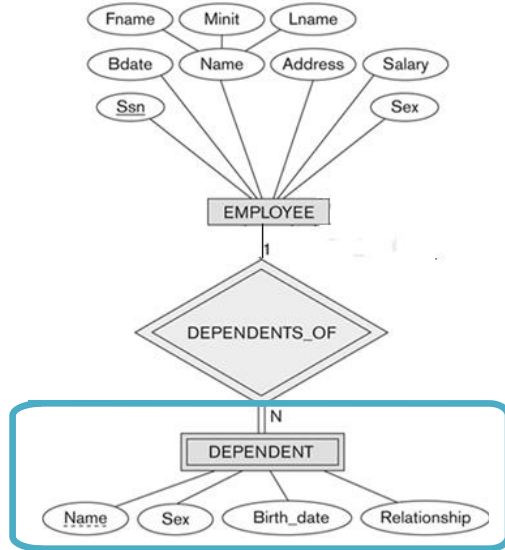 Fname Minit Lname
Bdate Name Address Salary
Ssn Sex
EMPLOYEE
1
DEPENDENTS_OF
N
DEPENDENT
Name Sex Birth_date Relationship